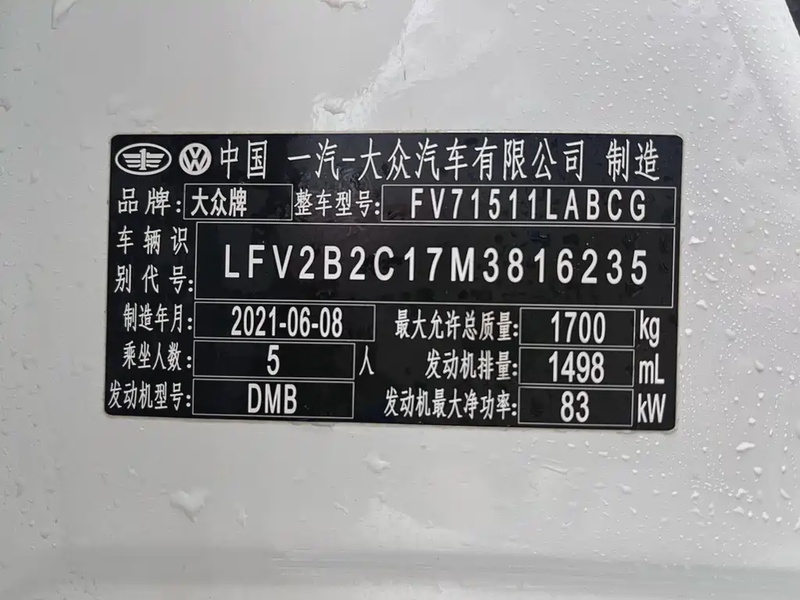 中国 一汽-大众汽车有限公司 制造
品牌: 大众牌 整车型号: FV71511LABCG
车辆识别代号: LFV2B2C17M3816235
制造年月: 2021-06-08 最大允许总质量: 1700 kg
乘坐人数: 5 人 发动机排量: 1498 mL
发动机型号: DMB 发动机最大净功率: 83 kW